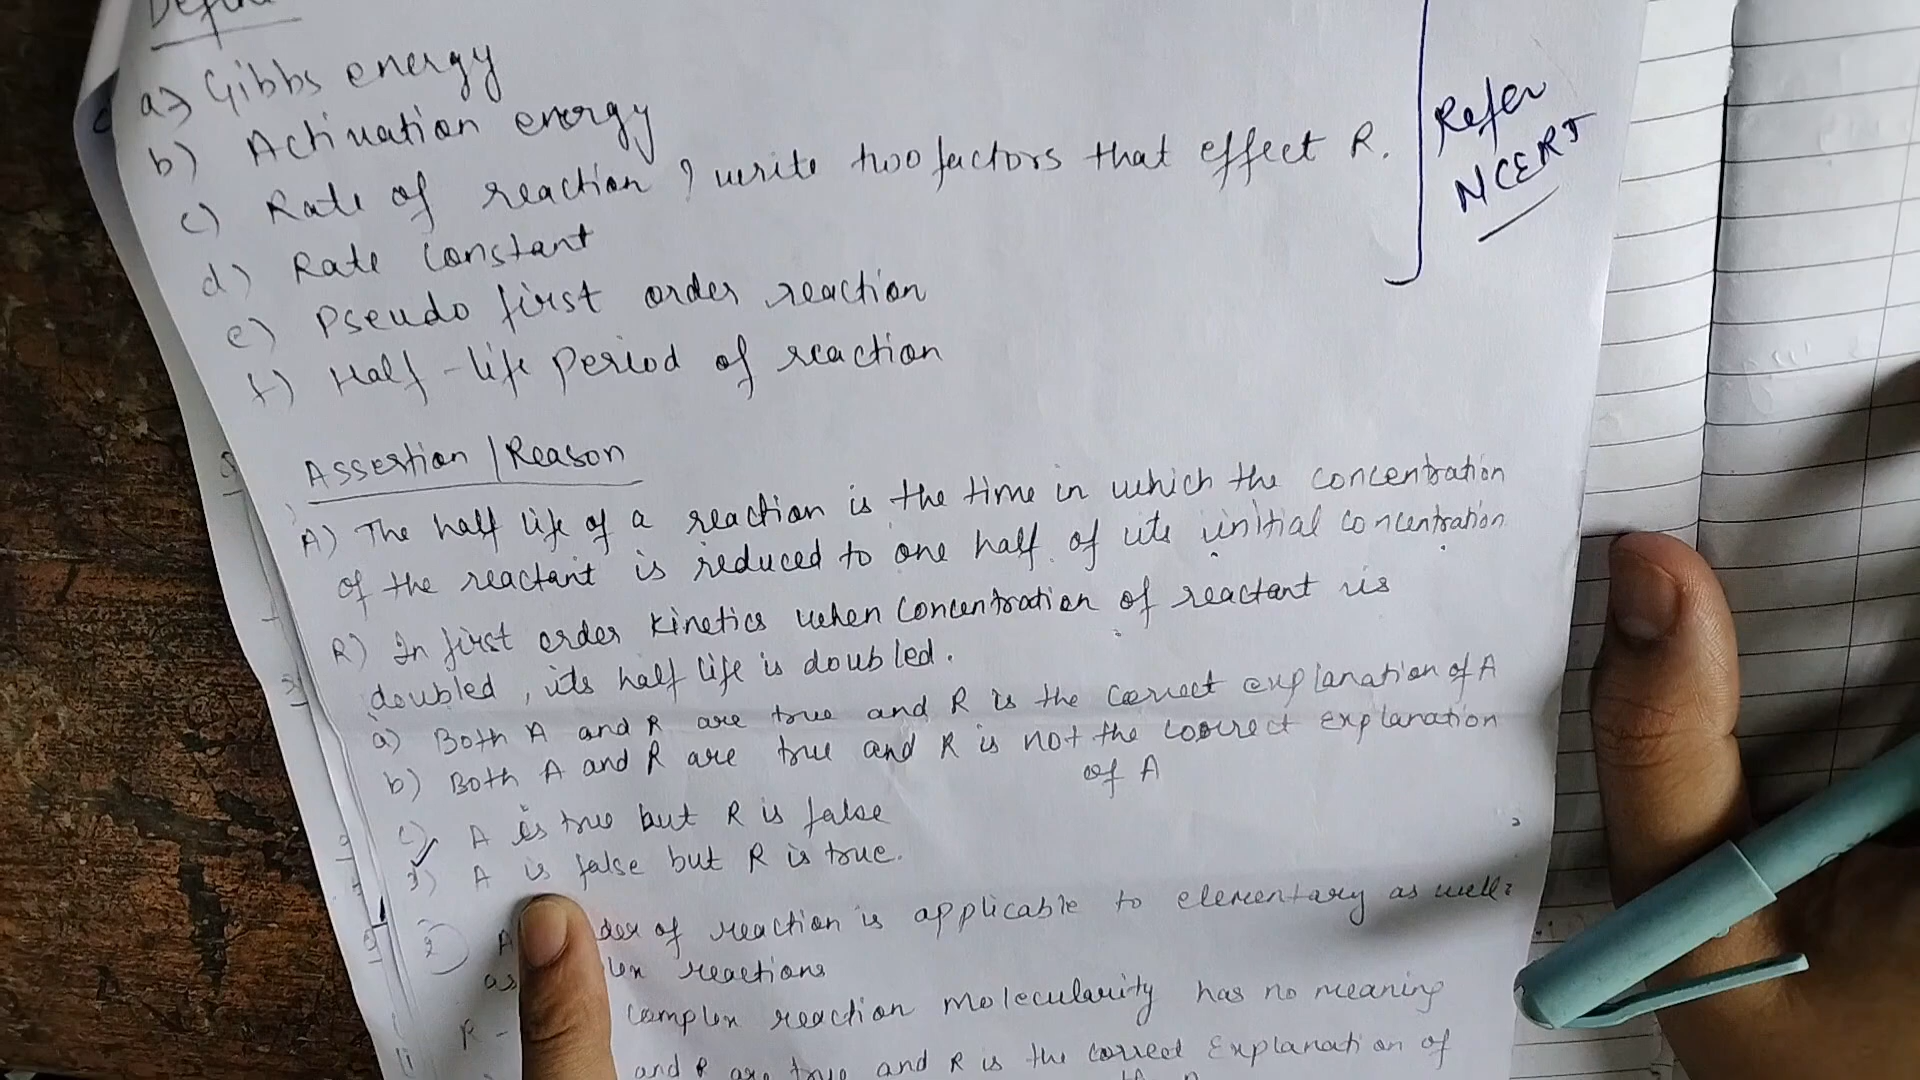 Define
a) Gibbs energy
b) Activation energy
c) Rate of reaction, write two factors that effect R.
d) Rate constant
e) Pseudo first order reaction
f) Half-life period of reaction
Refer
NCERT
Assertion | Reason
A) The half life of a reaction is the time in which the concentration
of the reactant is reduced to one half of its initial concentration
R) In first order kinetics when concentration of reactant is
doubled, its half life is doubled.
a) Both A and R are true and R is the correct explanation of A
b) Both A and R are true and R is not the correct explanation
of A
c) A is true but R is false
d) A is false but R is true.
2 A der of reaction is applicable to elementary as well
as lex reactions
R - complex reaction molecularity has no meaning
and R are true and R is the correct Explanation of